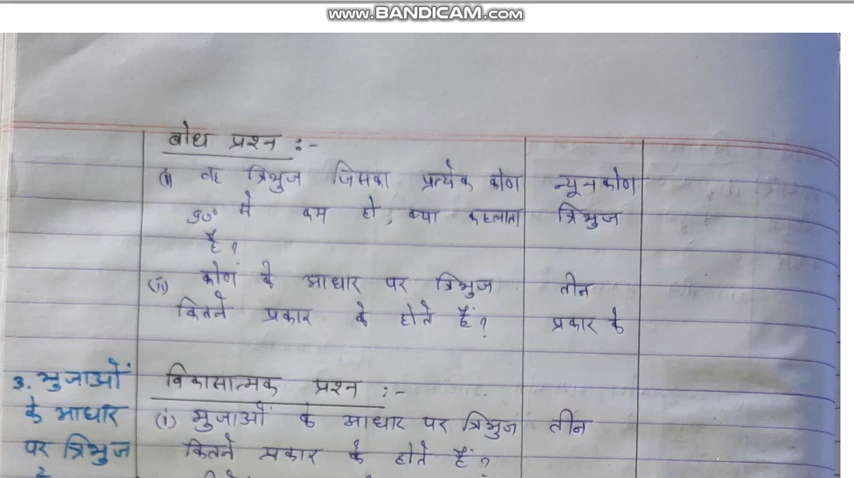 WWW.BANDICAM.COM
बोध प्रश्न :-
(i) वह त्रिभुज जिसका प्रत्येक कोण न्यूनकोण
90° से कम हो, क्या कहलाता त्रिभुज
है?
(ii) कोण के आधार पर त्रिभुज तीन
कितने प्रकार के होते हैं? प्रकार के
3. भुजाओं विकासात्मक प्रश्न :-
के आधार (i) भुजाओं के आधार पर त्रिभुज तीन
पर त्रिभुज कितने प्रकार के होते हैं?